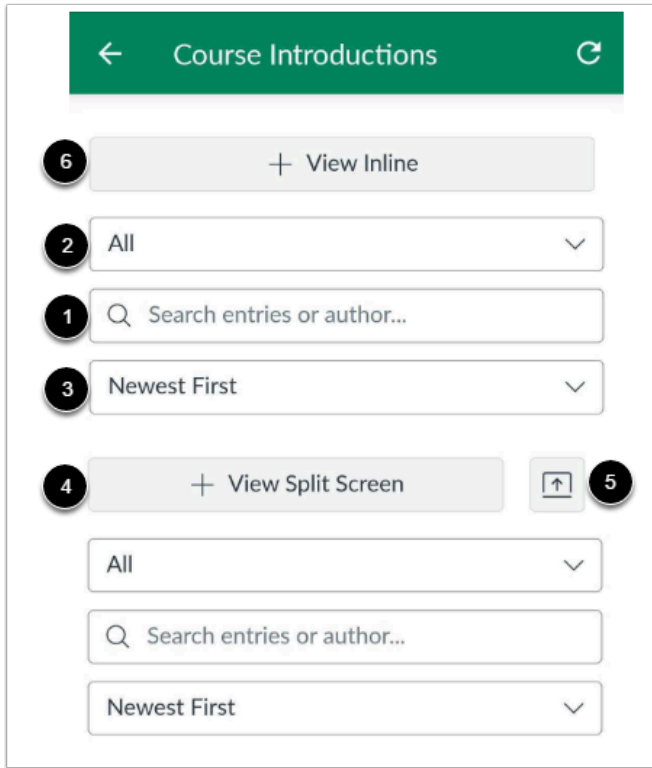 Course Introductions
6 + View Inline
2 All
1 Search entries or author...
3 Newest First
4 + View Split Screen 5
All
Search entries or author...
Newest First